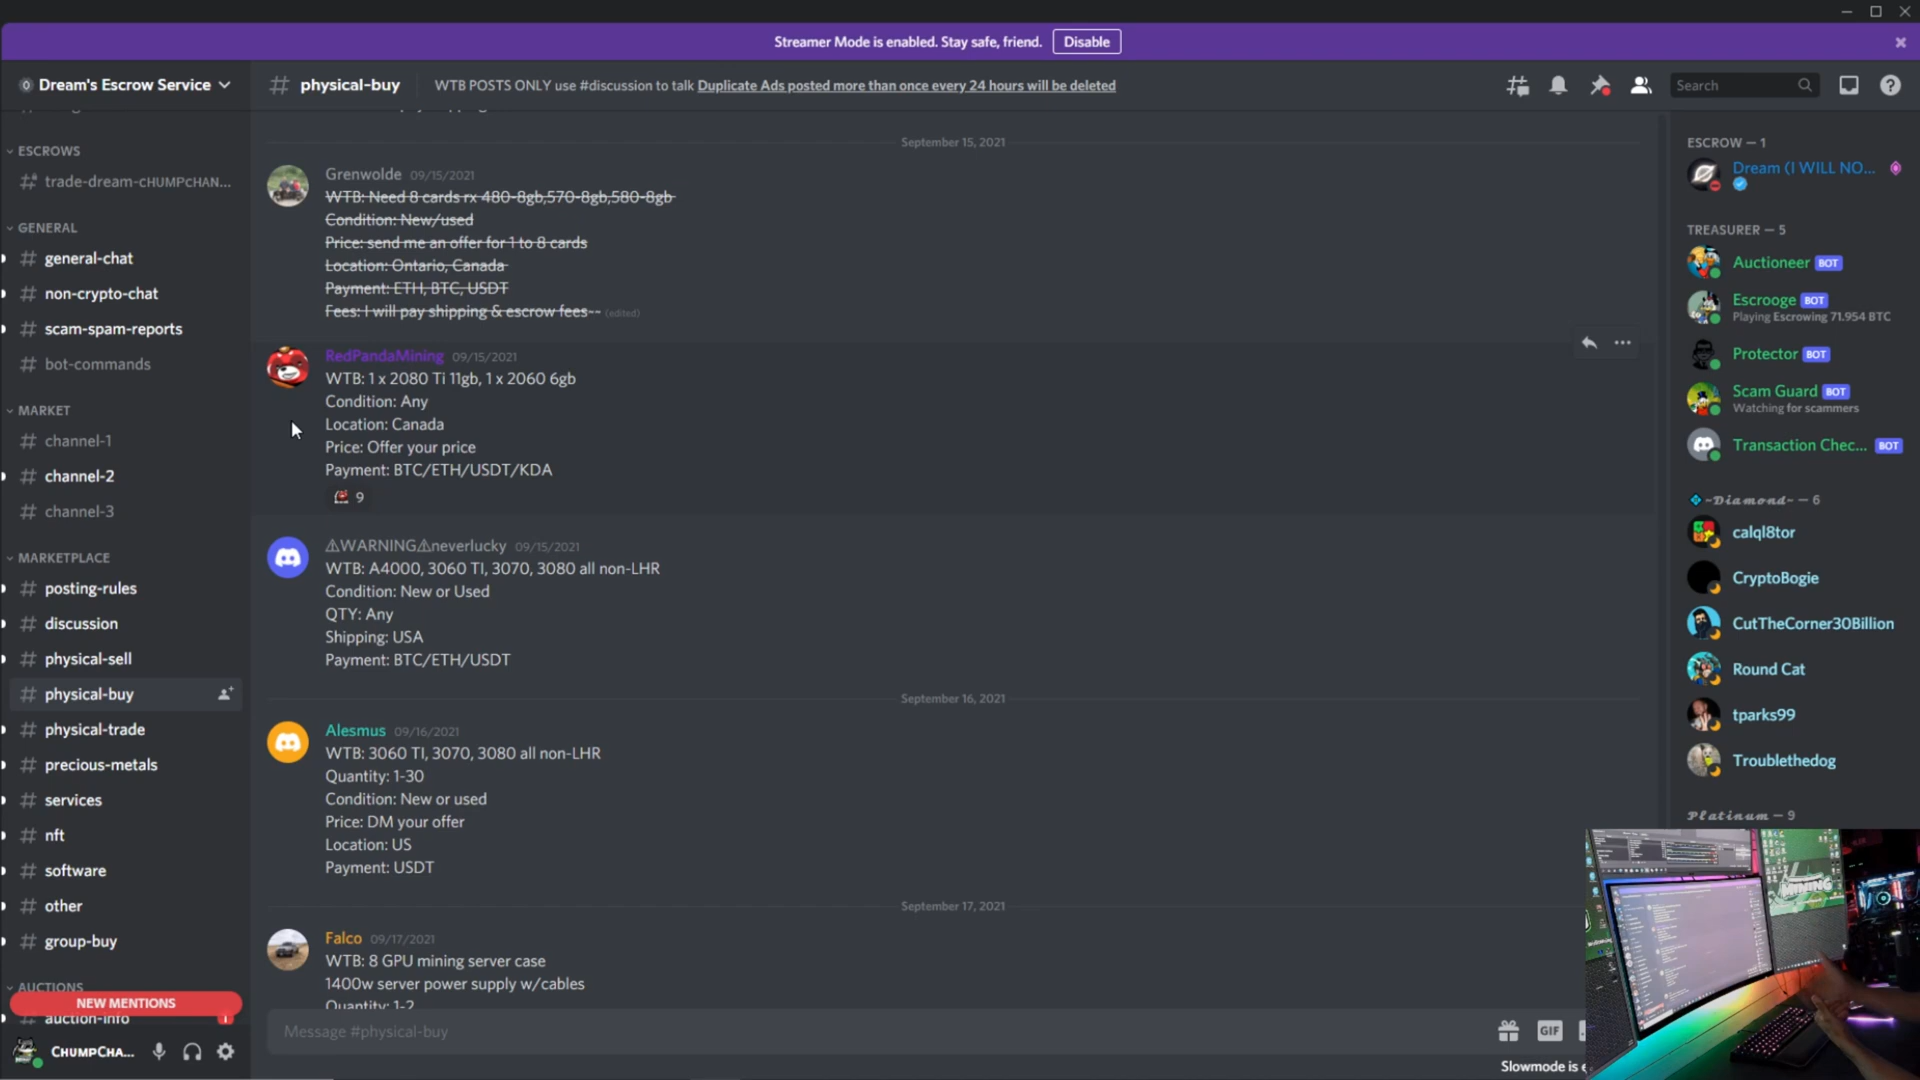 Streamer Mode is enabled. Stay safe, friend. Disable
Dream's Escrow Service
physical-buy
WTB POSTS ONLY use #discussion to talk Duplicate Ads posted more than once every 24 hours will be deleted
Search
ESCROWS
trade-dream-CHUMPCHAN...
GENERAL
general-chat
non-crypto-chat
scam-spam-reports
bot-commands
MARKET
channel-1
channel-2
channel-3
MARKETPLACE
posting-rules
discussion
physical-sell
physical-buy
physical-trade
precious-metals
services
nft
software
other
group-buy
AUCTIONS
NEW MENTIONS
auction-info 1
CHUMPCHA...
September 15, 2021
Grenwolde 09/15/2021
WTB: Need 8 cards rx 480-8gb,570-8gb,580-8gb
Condition: New/used
Price: send me an offer for 1 to 8 cards
Location: Ontario, Canada
Payment: ETH, BTC, USDT
Fees: I will pay shipping & escrow fees-- (edited)
RedPandaMining 09/15/2021
WTB: 1 x 2080 Ti 11gb, 1 x 2060 6gb
Condition: Any
Location: Canada
Price: Offer your price
Payment: BTC/ETH/USDT/KDA
9
⚠WARNING⚠neverlucky 09/15/2021
WTB: A4000, 3060 TI, 3070, 3080 all non-LHR
Condition: New or Used
QTY: Any
Shipping: USA
Payment: BTC/ETH/USDT
September 16, 2021
Alesmus 09/16/2021
WTB: 3060 TI, 3070, 3080 all non-LHR
Quantity: 1-30
Condition: New or used
Price: DM your offer
Location: US
Payment: USDT
September 17, 2021
Falco 09/17/2021
WTB: 8 GPU mining server case
1400w server power supply w/cables
Quantity: 1-2
Message #physical-buy
GIF
Slowmode is e
ESCROW — 1
Dream (I WILL NO...
TREASURER — 5
Auctioneer BOT
Escrooge BOT
Playing Escrowing 71.954 BTC
Protector BOT
Scam Guard BOT
Watching for scammers
Transaction Chec... BOT
~Diamond~ — 6
calql8tor
CryptoBogie
CutTheCorner30Billion
Round Cat
tparks99
Troublethedog
Platinum — 9
MINING